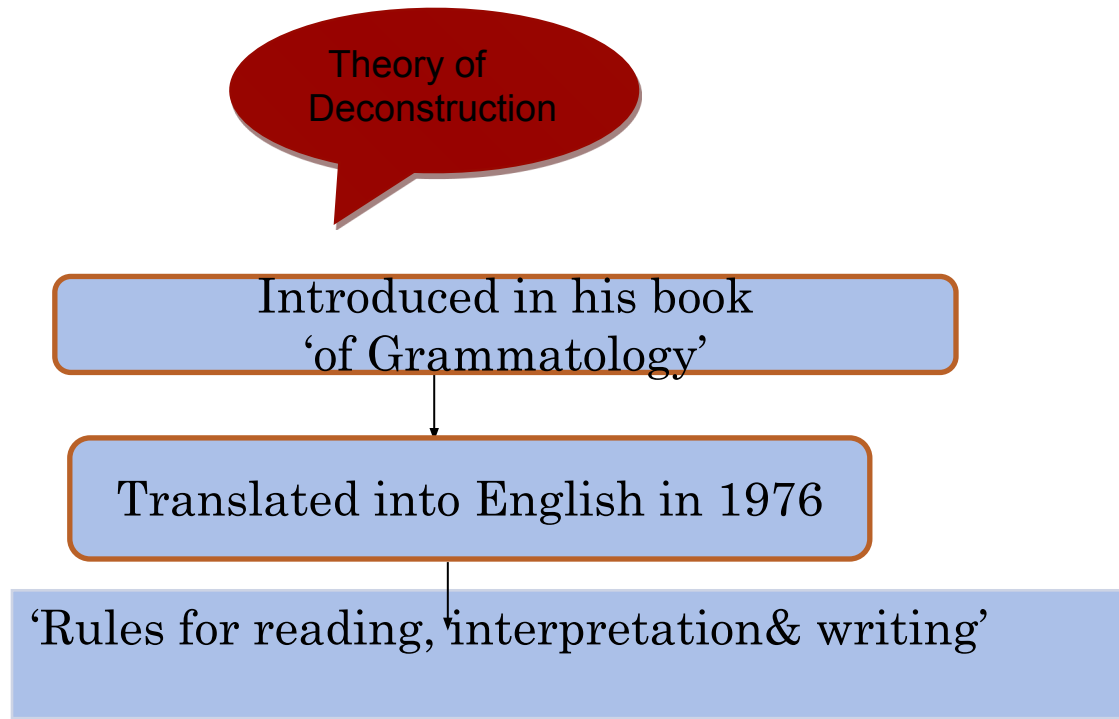 Theory of
Deconstruction
Introduced in his book
‘of Grammatology’
Translated into English in 1976
‘Rules for reading, interpretation& writing’